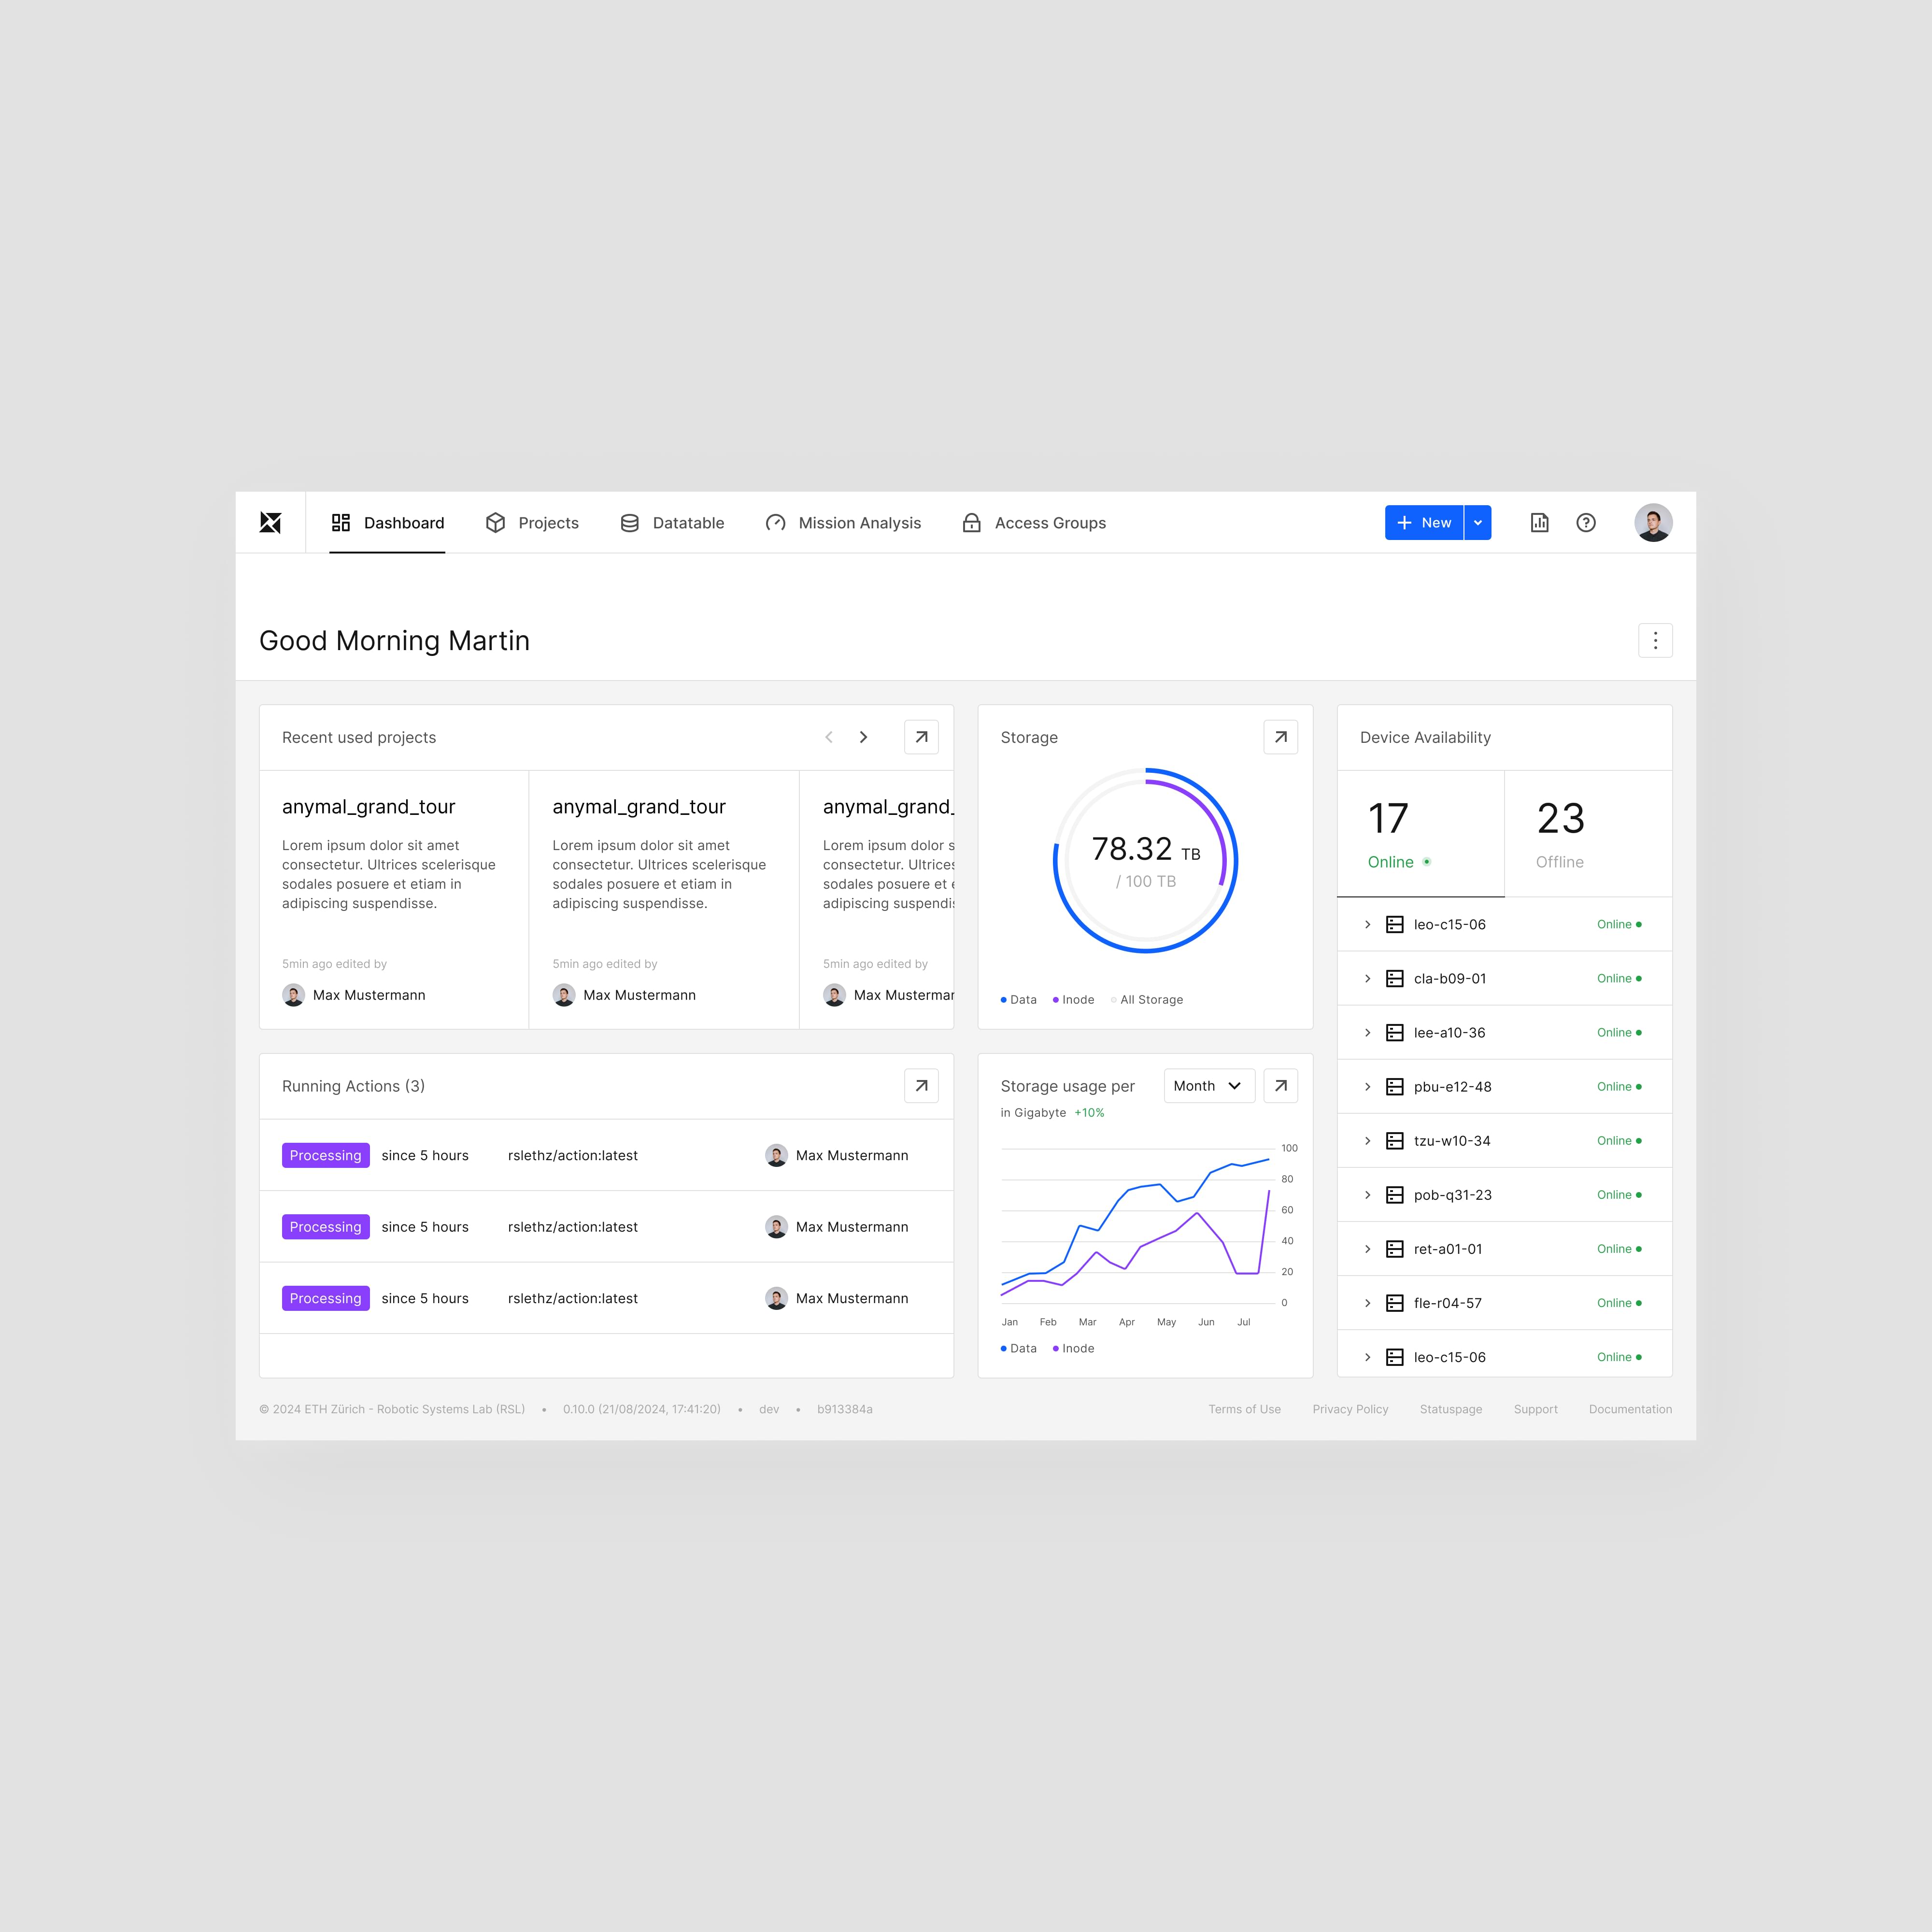 Dashboard
Projects
Datatable
Mission Analysis
Access Groups
New
Good Morning Martin
Recent used projects
anymal_grand_tour
Lorem ipsum dolor sit amet
consectetur. Ultrices scelerisque
sodales posuere et etiam in
adipiscing suspendisse.
5min ago edited by
Max Mustermann
anymal_grand_tour
Lorem ipsum dolor sit amet
consectetur. Ultrices scelerisque
sodales posuere et etiam in
adipiscing suspendisse.
5min ago edited by
Max Mustermann
anymal_grand_
Lorem ipsum dolor s
consectetur. Ultrices
sodales posuere et e
adipiscing suspendis
5min ago edited by
Max Musterman
Storage
78.32 TB
/ 100 TB
Data
Inode
All Storage
Device Availability
17
Online
23
Offline
leo-c15-06 Online
cla-b09-01 Online
lee-a10-36 Online
pbu-e12-48 Online
tzu-w10-34 Online
pob-q31-23 Online
ret-a01-01 Online
fle-r04-57 Online
leo-c15-06 Online
Running Actions (3)
Processing since 5 hours rslethz/action:latest Max Mustermann
Processing since 5 hours rslethz/action:latest Max Mustermann
Processing since 5 hours rslethz/action:latest Max Mustermann
Storage usage per
Month
in Gigabyte +10%
100
80
60
40
20
0
Jan Feb Mar Apr May Jun Jul
Data
Inode
© 2024 ETH Zürich - Robotic Systems Lab (RSL) • 0.10.0 (21/08/2024, 17:41:20) • dev • b913384a
Terms of Use
Privacy Policy
Statuspage
Support
Documentation